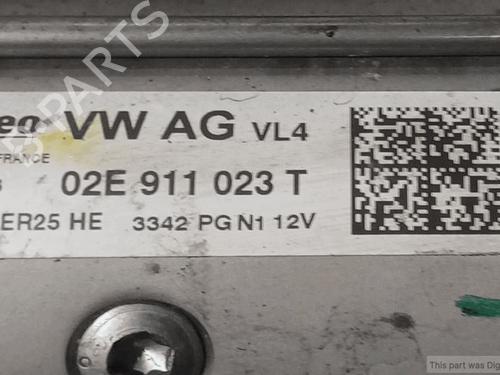 eo VW AG VL4
FRANCE
02E 911 023 T
ER25 HE 3342 PG N1 12V
B-PARTS
This part was Dig